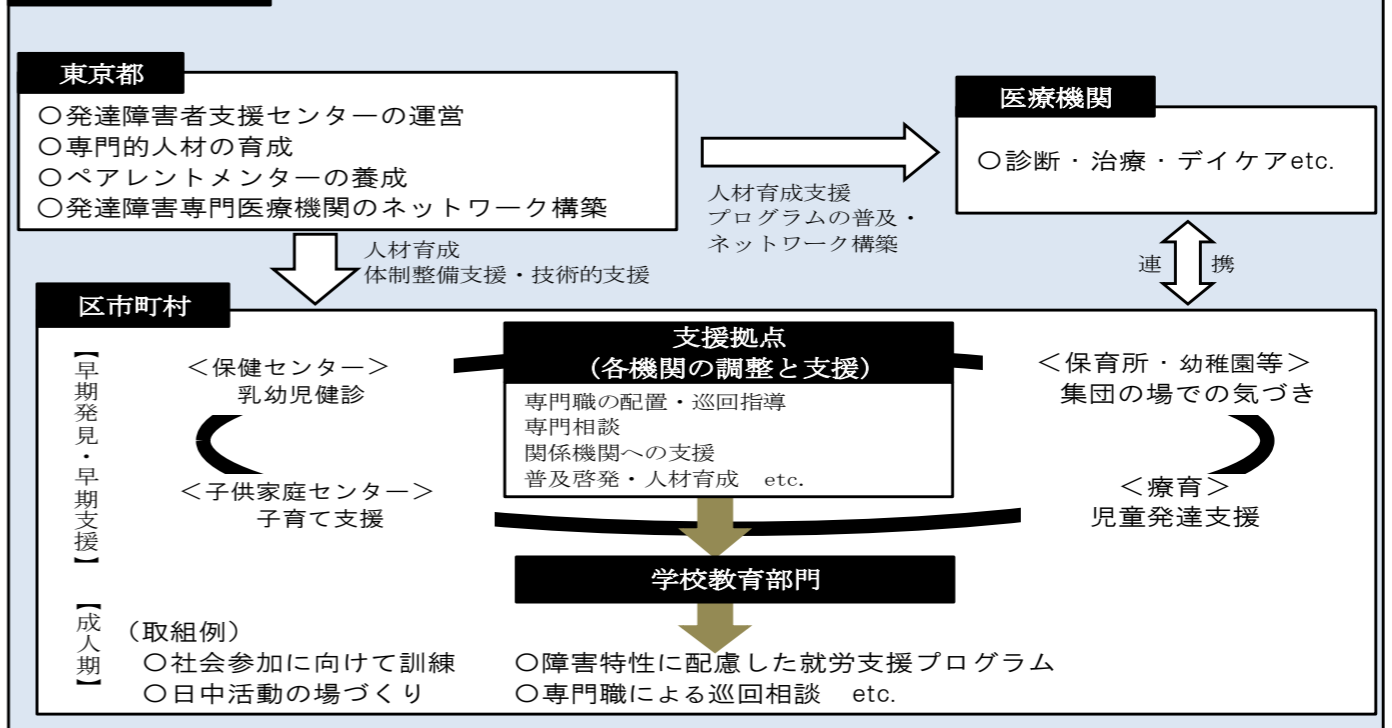 東京都
〇発達障害者支援センターの運営
〇専門的人材の育成
〇ペアレントメンターの養成
〇発達障害専門医療機関のネットワーク構築
人材育成支援
プログラムの普及・
ネットワーク構築
医療機関
〇診断・治療・デイケアetc.
人材育成
体制整備支援・技術的支援
連携
区市町村
【早期発見・早期支援】
＜保健センター＞
乳幼児健診
支援拠点
（各機関の調整と支援）
専門職の配置・巡回指導
専門相談
関係機関への支援
普及啓発・人材育成　etc.
＜保育所・幼稚園等＞
集団の場での気づき
＜子供家庭センター＞
子育て支援
＜療育＞
児童発達支援
学校教育部門
【成人期】
（取組例）
〇社会参加に向けて訓練
〇日中活動の場づくり
〇障害特性に配慮した就労支援プログラム
〇専門職による巡回相談　etc.